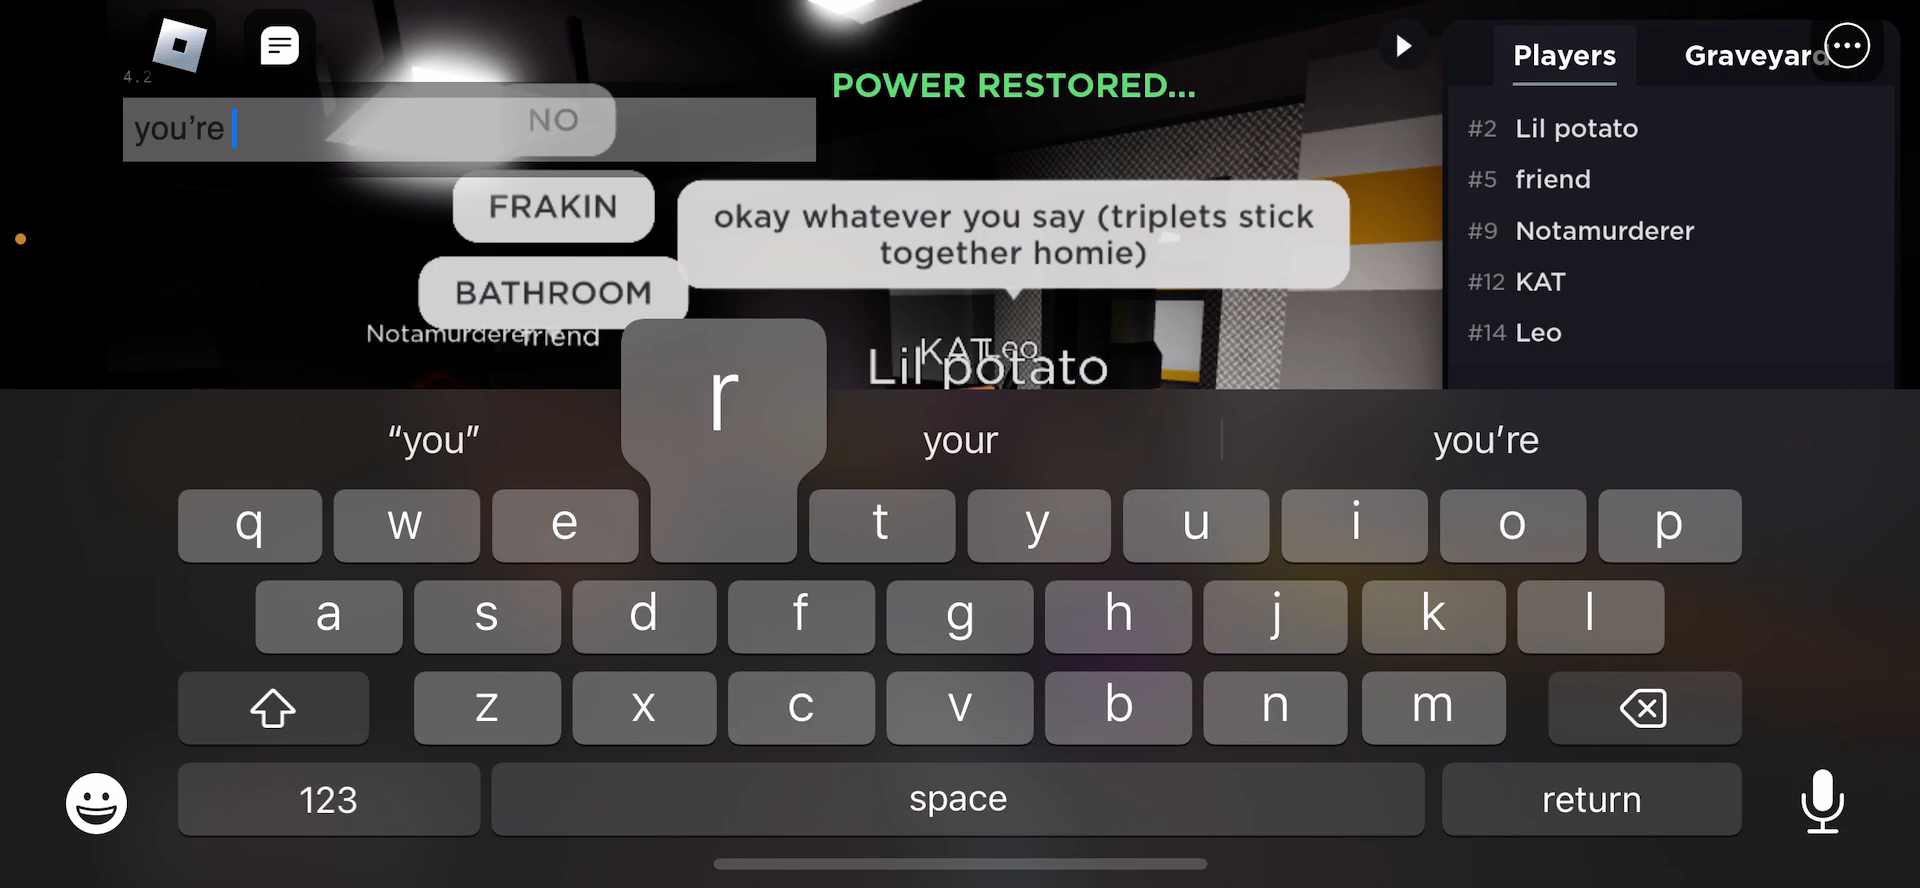 4.2
you’re
NO
POWER RESTORED...
Players
Graveyard
#2 Lil potato
#5 friend
#9 Notamurderer
#12 KAT
#14 Leo
FRAKIN
okay whatever you say (triplets stick
together homie)
BATHROOM
Notamurderer
friend
KAT
Leo
Lil potato
r
“you”
your
you’re
q w e t y u i o p
a s d f g h j k l
z x c v b n m
123
space
return